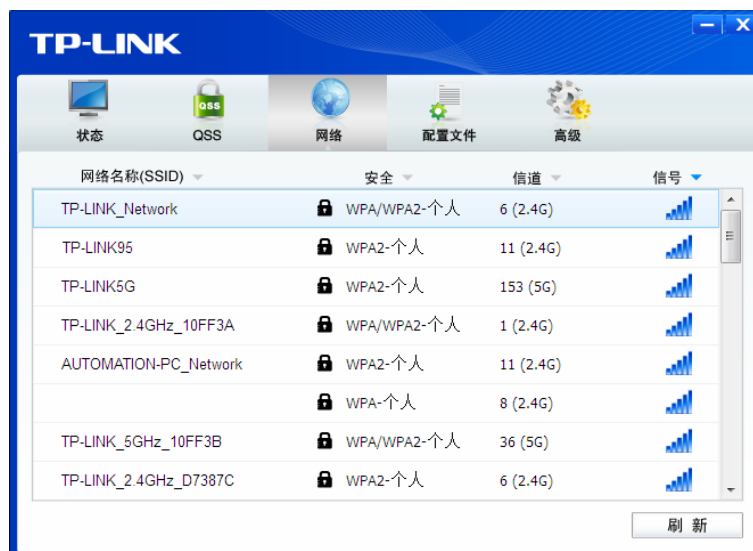 TP-LINK
QSS
状态 QSS 网络 配置文件 高级
网络名称(SSID) 安全 信道 信号
TP-LINK_Network WPA/WPA2-个人 6 (2.4G)
TP-LINK95 WPA2-个人 11 (2.4G)
TP-LINK5G WPA2-个人 153 (5G)
TP-LINK_2.4GHz_10FF3A WPA/WPA2-个人 1 (2.4G)
AUTOMATION-PC_Network WPA2-个人 11 (2.4G)
WPA-个人 8 (2.4G)
TP-LINK_5GHz_10FF3B WPA/WPA2-个人 36 (5G)
TP-LINK_2.4GHz_D7387C WPA2-个人 6 (2.4G)
刷 新